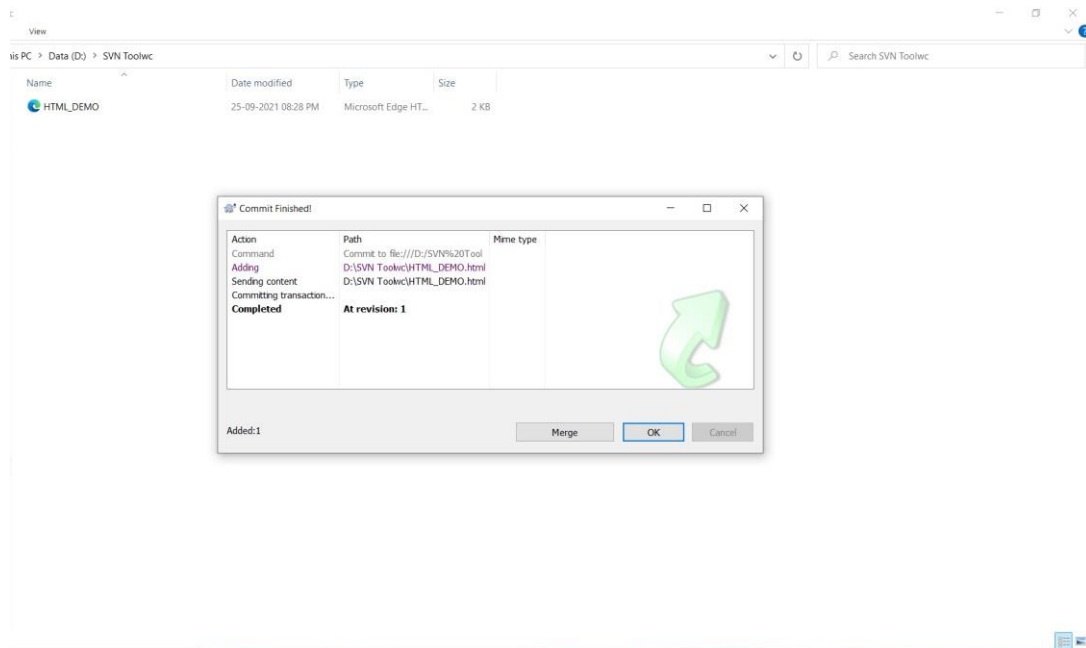 View
his PC > Data (D:) > SVN Toolwc
Search SVN Toolwc
Name Date modified Type Size
HTML_DEMO 25-09-2021 08:28 PM Microsoft Edge HT... 2 KB
Commit Finished!
Action Path Mime type
Command Commit to file:///D:/SVN%20Tool
Adding D:\SVN Toolwc\HTML_DEMO.html
Sending content D:\SVN Toolwc\HTML_DEMO.html
Committing transaction...
Completed At revision: 1
Added:1
Merge OK Cancel